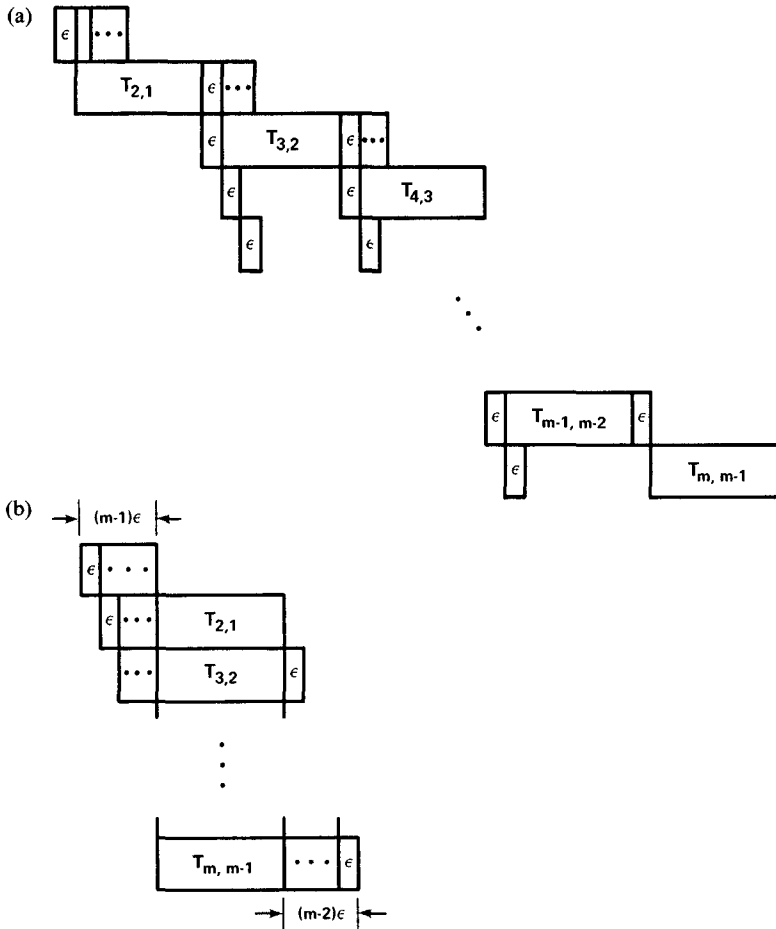 (a)
ϵ •••
T2,1 ϵ •••
ϵ T3,2 ϵ •••
ϵ ϵ T4,3
ϵ ϵ
ϵ Tm-1, m-2 ϵ
ϵ Tm, m-1
(b)
(m-1)ϵ
ϵ • • •
ϵ ••• T2,1
••• T3,2 ϵ
Tm, m-1 • • • ϵ
(m-2)ϵ